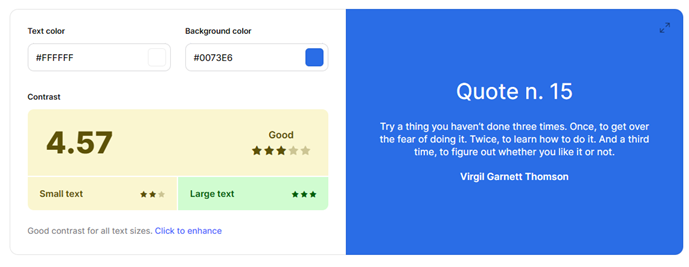 Text color
Background color
#FFFFFF
#0073E6
Contrast
4.57
Good
Small text
Large text
Good contrast for all text sizes. Click to enhance
Quote n. 15
Try a thing you haven't done three times. Once, to get over
the fear of doing it. Twice, to learn how to do it. And a third
time, to figure out whether you like it or not.
Virgil Garnett Thomson